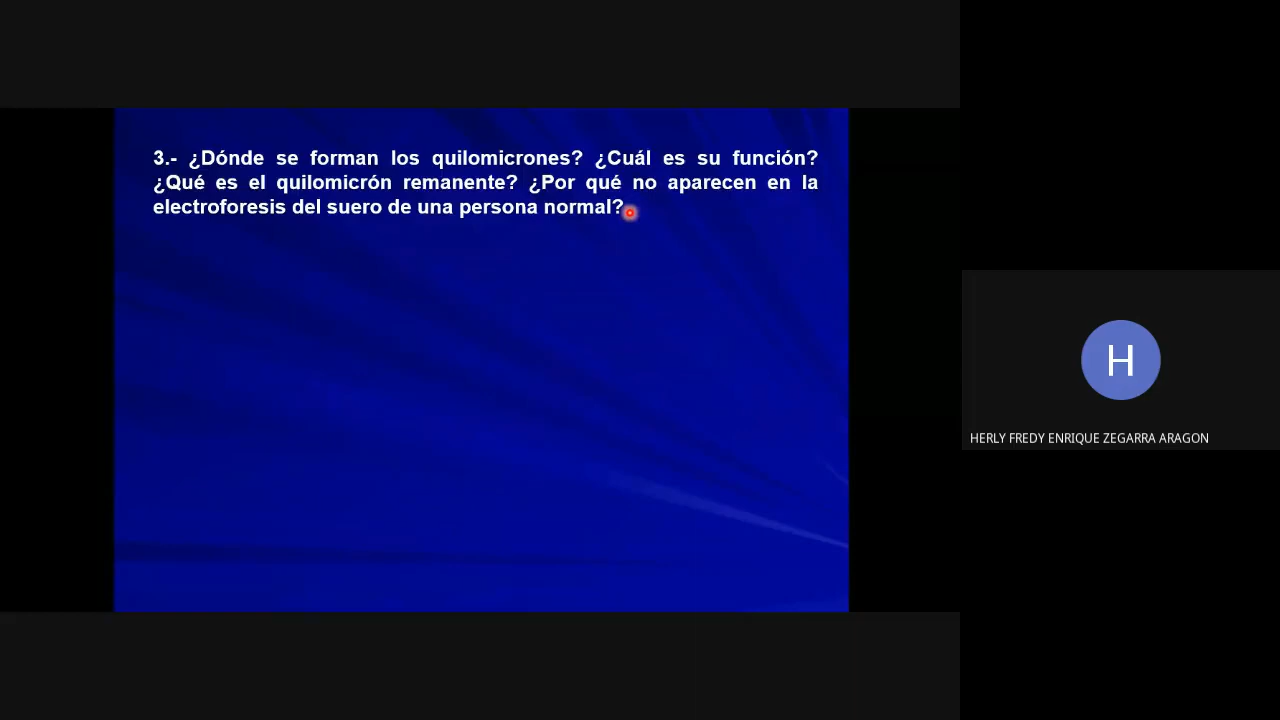 3.- ¿Dónde se forman los quilomicrones? ¿Cuál es su función?
¿Qué es el quilomicrón remanente? ¿Por qué no aparecen en la
electroforesis del suero de una persona normal?
H
HERLY FREDY ENRIQUE ZEGARRA ARAGON